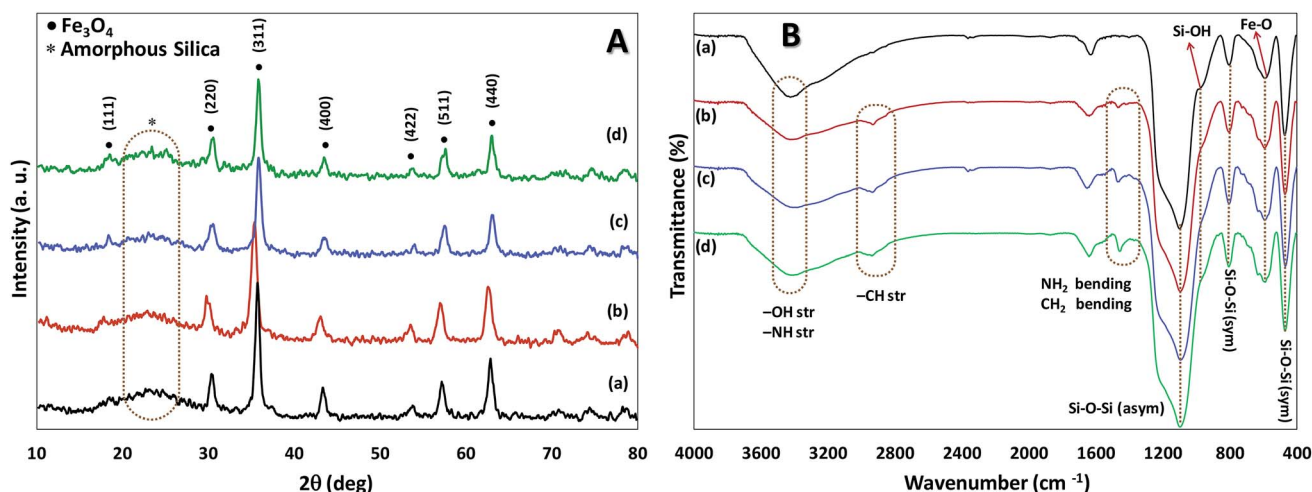 ● Fe₃O₄
* Amorphous Silica
A
(111)
*
(220)
(311)
(400)
(422)
(511)
(440)
(d)
(c)
(b)
(a)
Intensity (a. u.)
10 20 30 40 50 60 70 80
2θ (deg)
B
(a)
(b)
(c)
(d)
Si-OH
Fe-O
–OH str
–NH str
–CH str
NH₂ bending
CH₂ bending
Si-O-Si (asym)
Si-O-Si (sym)
Si-O-Si (sym)
Transmittance (%)
4000 3600 3200 2800 2400 2000 1600 1200 800 400
Wavenumber (cm ⁻¹)